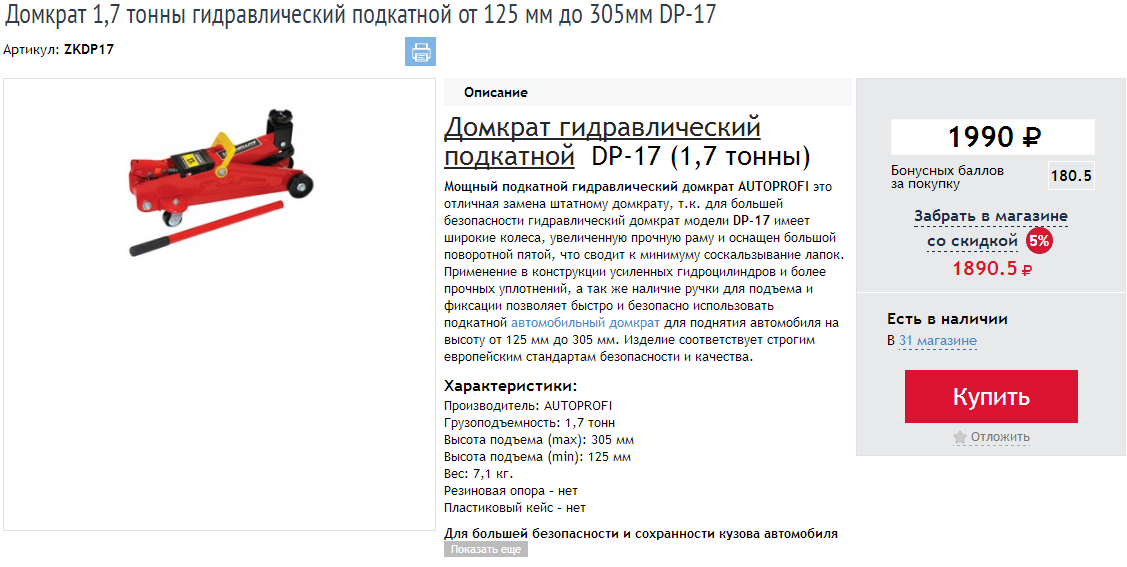 Домкрат 1,7 тонны гидравлический подкатной от 125 мм до 305мм DP-17
Артикул: ZKDP17
Описание
Домкрат гидравлический
подкатной DP-17 (1,7 тонны)
Мощный подкатной гидравлический домкрат AUTOPROFI это
отличная замена штатному домкрату, т.к. для большей
безопасности гидравлический домкрат модели DP-17 имеет
широкие колеса, увеличенную прочную раму и оснащен большой
поворотной пятой, что сводит к минимуму соскальзывание лапок.
Применение в конструкции усиленных гидроцилиндров и более
прочных уплотнений, а так же наличие ручки для подъема и
фиксации позволяет быстро и безопасно использовать
подкатной автомобильный домкрат для поднятия автомобиля на
высоту от 125 мм до 305 мм. Изделие соответствует строгим
европейским стандартам безопасности и качества.
Характеристики:
Производитель: AUTOPROFI
Грузоподъемность: 1,7 тонн
Высота подъема (max): 305 мм
Высота подъема (min): 125 мм
Вес: 7,1 кг.
Резиновая опора - нет
Пластиковый кейс - нет
Для большей безопасности и сохранности кузова автомобиля
Показать еще
1990 ₽
Бонусных баллов
за покупку
180.5
Забрать в магазине
со скидкой 5%
1890.5 ₽
Есть в наличии
В 31 магазине
Купить
Отложить